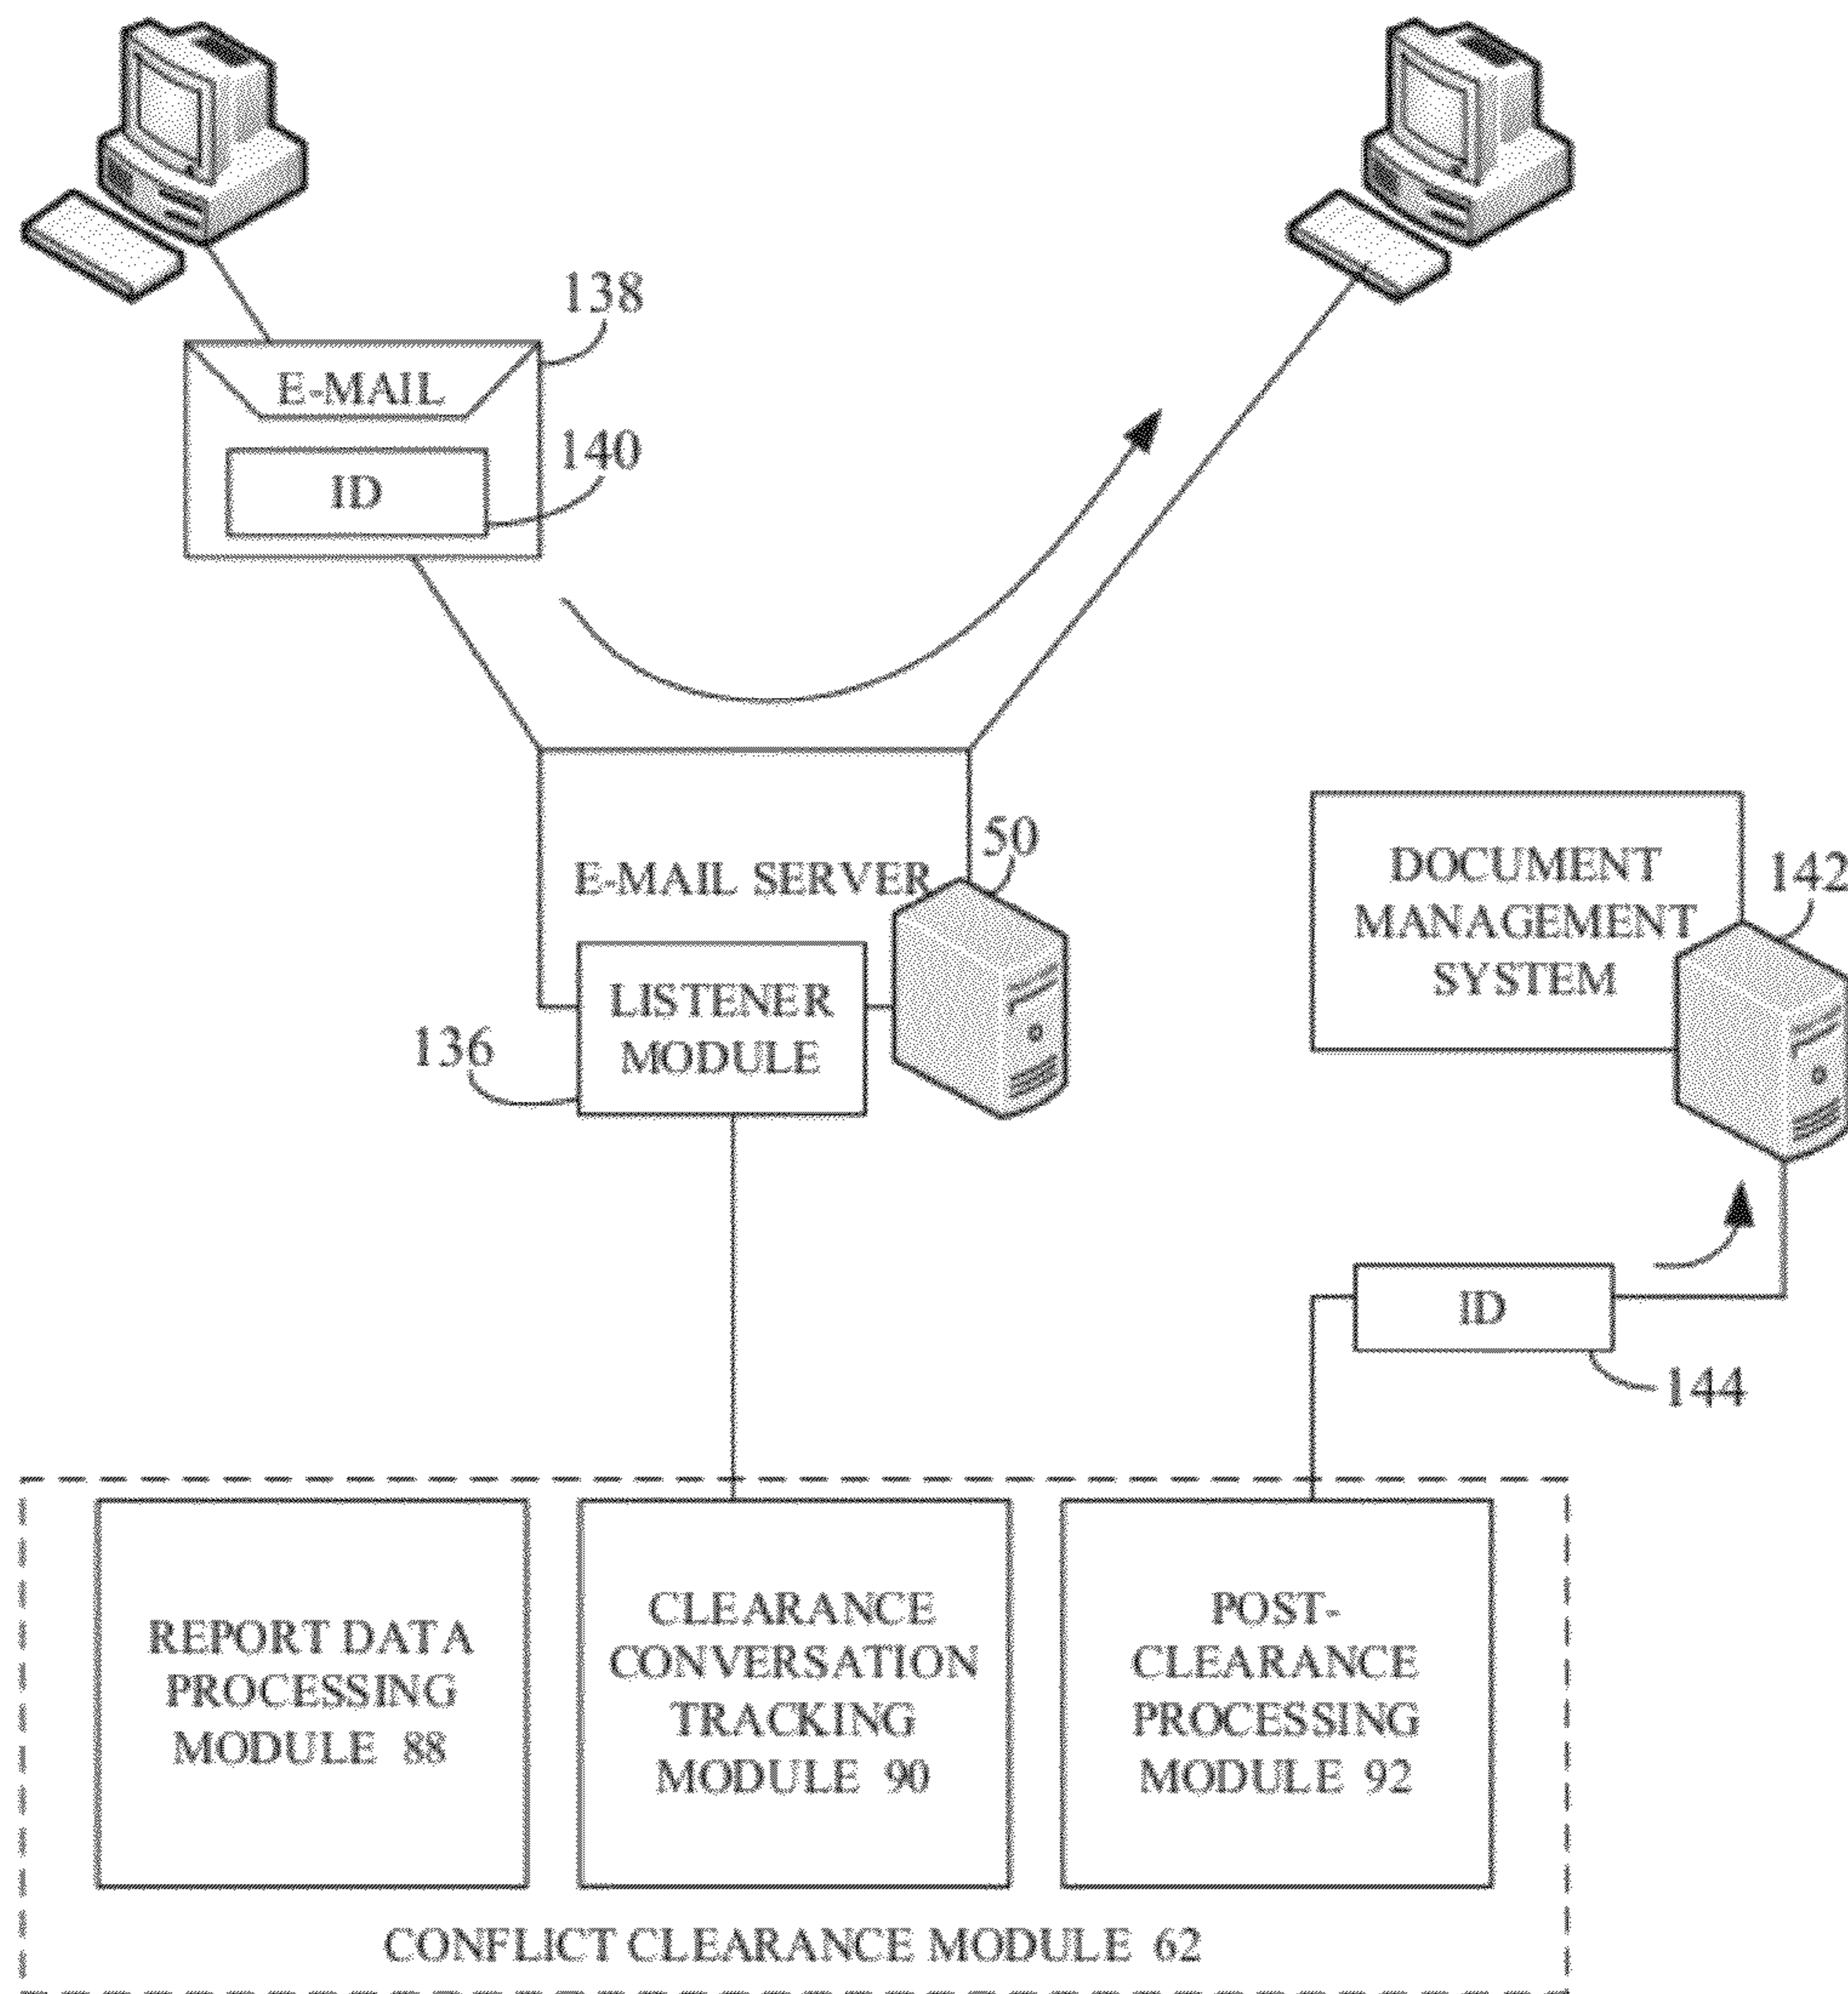 138
E-MAIL
140
ID
50
E-MAIL SERVER
DOCUMENT
MANAGEMENT
SYSTEM
142
LISTENER
MODULE
136
ID
144
REPORT DATA
PROCESSING
MODULE 88
CLEARANCE
CONVERSATION
TRACKING
MODULE 90
POST-
CLEARANCE
PROCESSING
MODULE 92
CONFLICT CLEARANCE MODULE 62